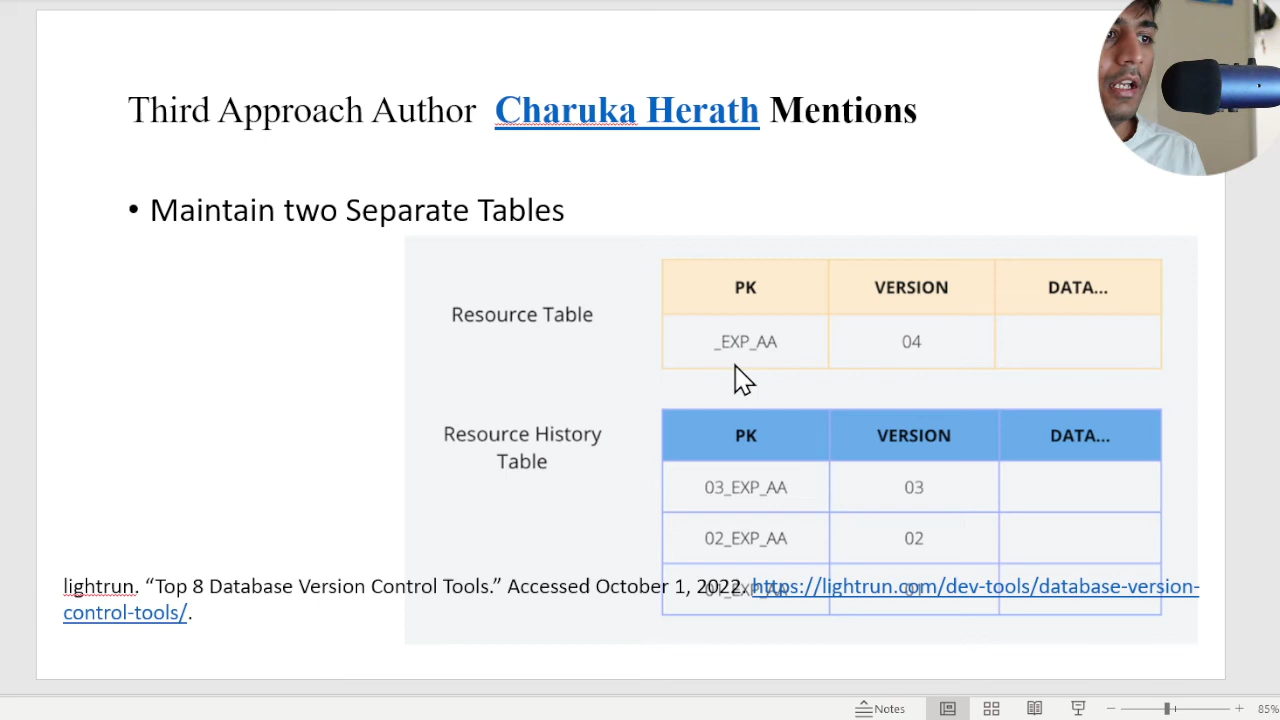 Third Approach Author Charuka Herath Mentions
• Maintain two Separate Tables
PK VERSION DATA...
Resource Table
_EXP_AA 04
Resource History
Table
PK VERSION DATA...
03_EXP_AA 03
02_EXP_AA 02
lightrun. “Top 8 Database Version Control Tools.” Accessed October 1, 2022. https://lightrun.com/dev-tools/database-version-
control-tools/.
01_EXP_AA 01
Notes
85%